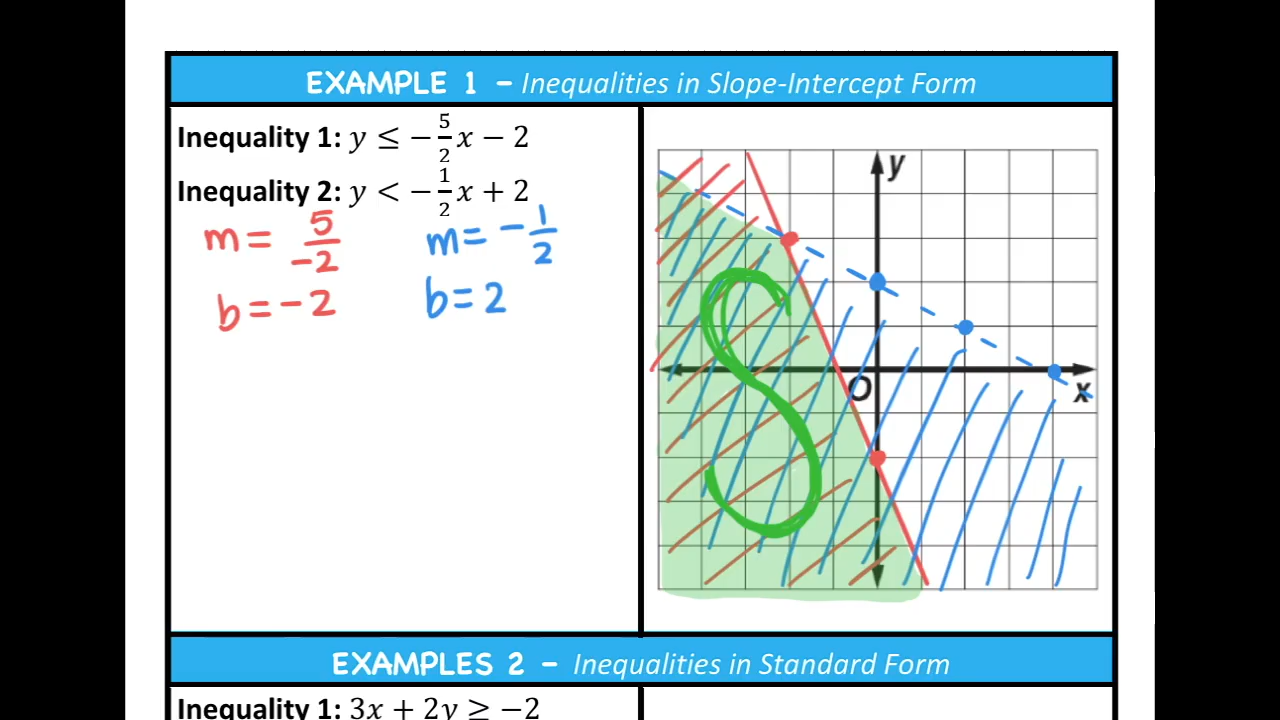 EXAMPLE 1 – Inequalities in Slope-Intercept Form
Inequality 1: y ≤ −5/2x − 2
Inequality 2: y < −1/2x + 2
m = 5/−2
m = −1/2
b = −2
b = 2
y
O
x
S
EXAMPLES 2 – Inequalities in Standard Form
Inequality 1: 3x + 2y ≥ −2